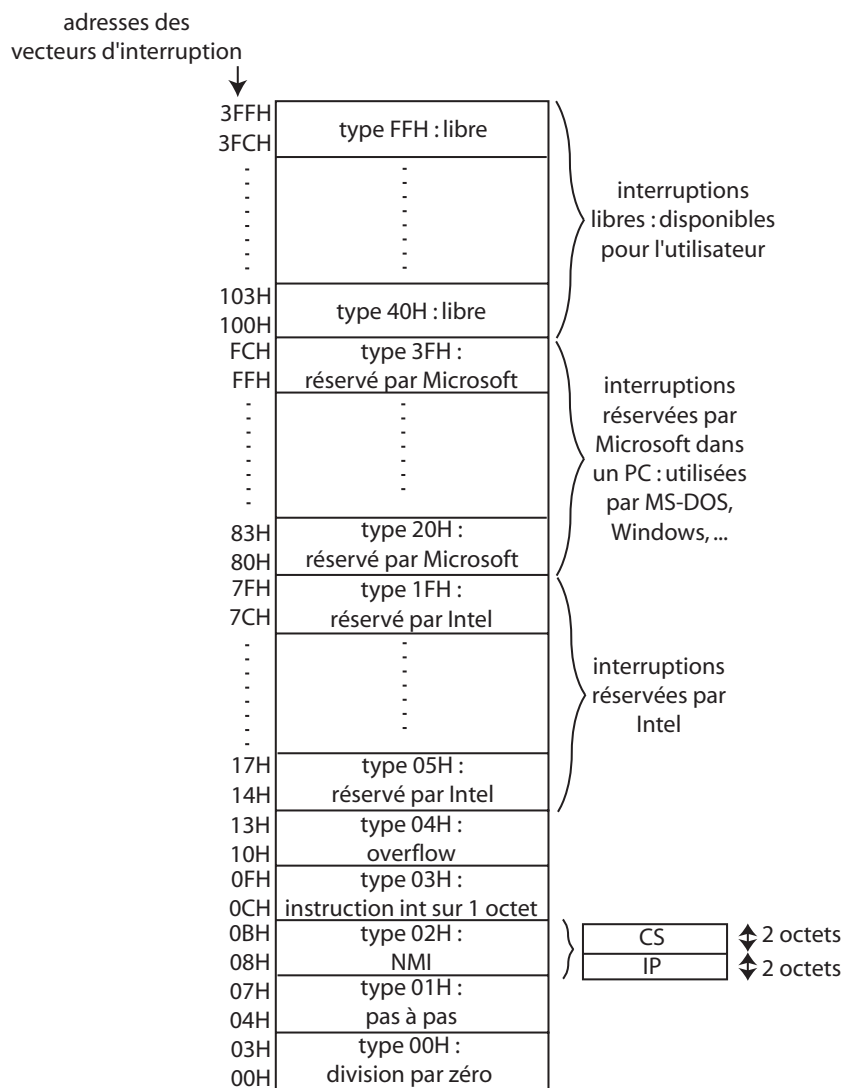 adresses des
vecteurs d'interruption
3FFH
3FCH
type FFH : libre
interruptions
libres : disponibles
pour l'utilisateur
103H
100H
type 40H : libre
FCH
FFH
type 3FH :
réservé par Microsoft
interruptions
réservées par
Microsoft dans
un PC : utilisées
par MS-DOS,
Windows, ...
83H
80H
type 20H :
réservé par Microsoft
7FH
7CH
type 1FH :
réservé par Intel
interruptions
réservées par
Intel
17H
14H
type 05H :
réservé par Intel
13H
10H
type 04H :
overflow
0FH
0CH
type 03H :
instruction int sur 1 octet
0BH
08H
type 02H :
NMI
CS
2 octets
IP
2 octets
07H
04H
type 01H :
pas à pas
03H
00H
type 00H :
division par zéro